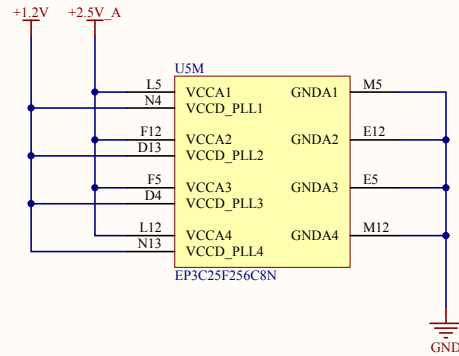 +1.2V +2.5V_A
U5M
L5 VCCA1 GNDA1 M5
N4 VCCD_PLL1
F12 VCCA2 GNDA2 E12
D13 VCCD_PLL2
F5 VCCA3 GNDA3 E5
D4 VCCD_PLL3
L12 VCCA4 GNDA4 M12
N13 VCCD_PLL4
EP3C25F256C8N
GND